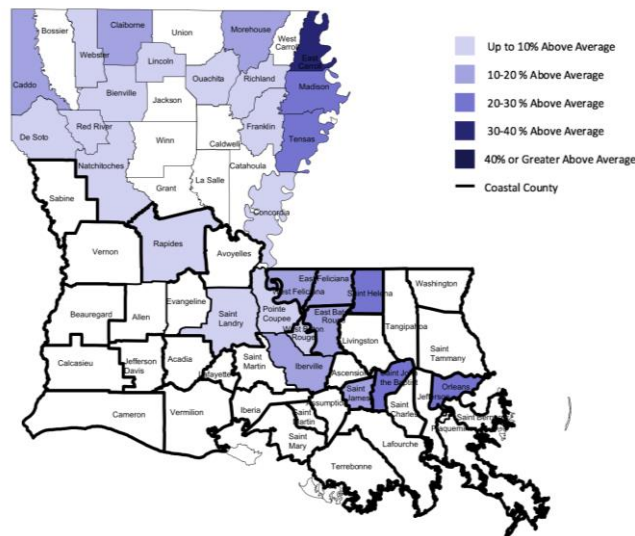 Bossier
Claiborne
Union
Morehouse
West
Carroll
East
Carroll
Webster
Lincoln
Caddo
Ouachita
Richland
Madison
Bienville
Jackson
Red River
De Soto
Franklin
Tensas
Winn
Caldwell
Natchitoches
Catahoula
La Salle
Grant
Sabine
Concordia
Vernon
Rapides
Avoyelles
East Feliciana
West Feliciana
Saint Helena
Washington
Beauregard
Allen
Evangeline
Saint
Landry
Pointe
Coupee
East Baton
Rouge
West Baton
Rouge
Tangipahoa
Livingston
Saint
Tammany
Calcasieu
Jefferson
Davis
Acadia
Lafayette
Saint
Martin
Iberville
Ascension
Saint John
the Baptist
Orleans
Saint
James
Jefferson
Assumption
Saint
Charles
Saint Bernard
Plaquemines
Cameron
Vermilion
Iberia
Saint
Martin
Saint
Mary
Lafourche
Terrebonne
Up to 10% Above Average
10-20 % Above Average
20-30 % Above Average
30-40 % Above Average
40% or Greater Above Average
Coastal County